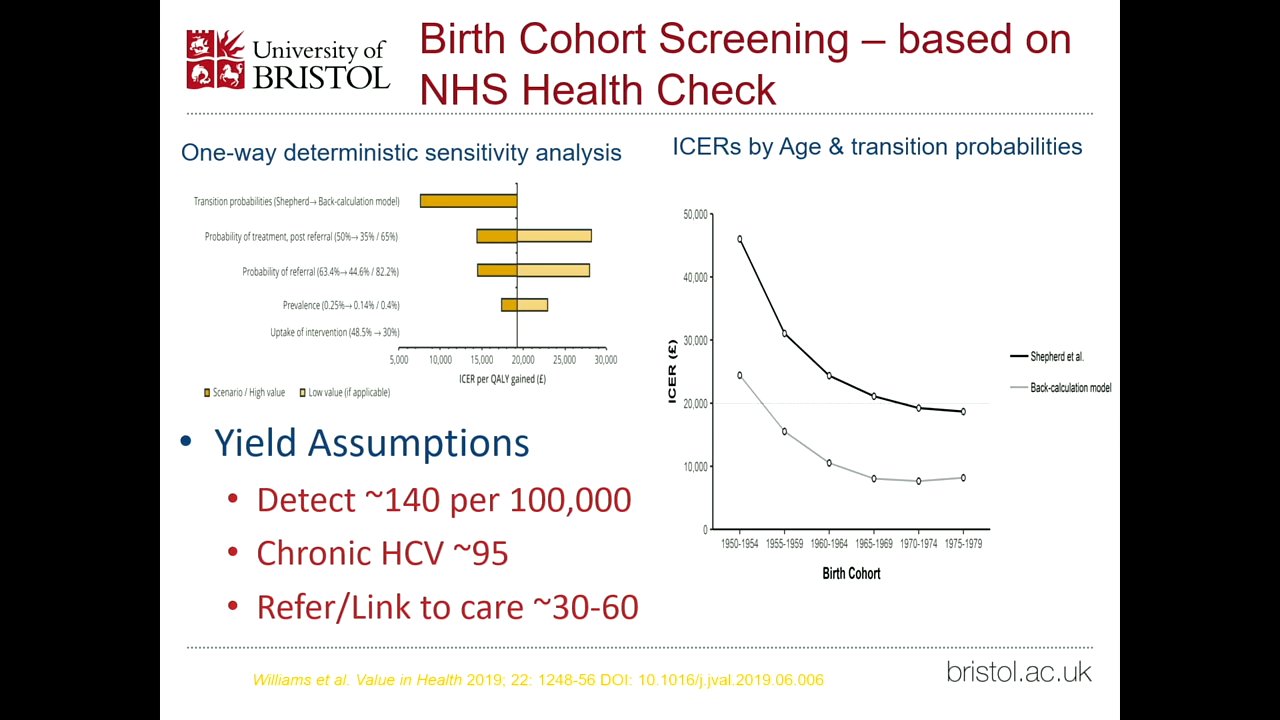 University of
BRISTOL
Birth Cohort Screening – based on
NHS Health Check
One-way deterministic sensitivity analysis
Transition probabilities (Shepherd→ Back-calculation model)
Probability of treatment, post referral (50%→ 35% / 65%)
Probability of referral (63.4%→ 44.6% / 82.2%)
Prevalence (0.25%→ 0.14% / 0.4%)
Uptake of intervention (48.5% → 30%)
5,000 10,000 15,000 20,000 25,000 30,000
ICER per QALY gained (£)
Scenario / High value Low value (if applicable)
ICERs by Age & transition probabilities
50,000
40,000
30,000
20,000
10,000
0
ICER (£)
1950-1954 1955-1959 1960-1964 1965-1969 1970-1974 1975-1979
Birth Cohort
Shepherd et al.
Back-calculation model
• Yield Assumptions
• Detect ~140 per 100,000
• Chronic HCV ~95
• Refer/Link to care ~30-60
Williams et al. Value in Health 2019; 22: 1248-56 DOI: 10.1016/j.jval.2019.06.006
bristol.ac.uk